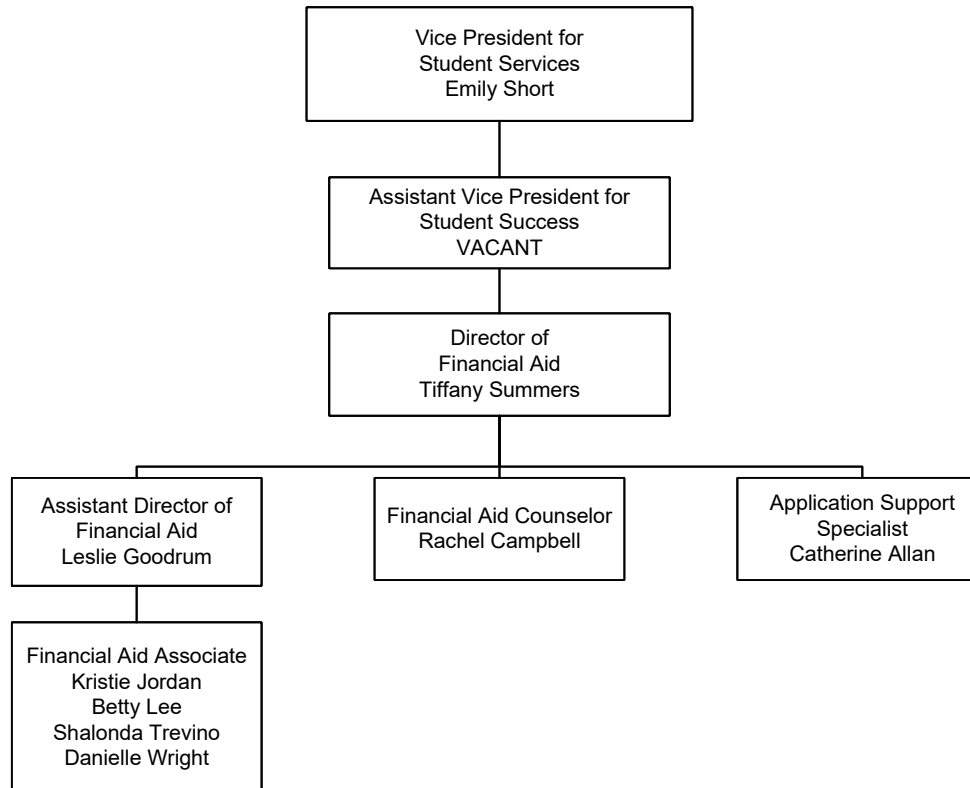 Vice President for
Student Services
Emily Short
Assistant Vice President for
Student Success
VACANT
Director of
Financial Aid
Tiffany Summers
Assistant Director of
Financial Aid
Leslie Goodrum
Financial Aid Counselor
Rachel Campbell
Application Support
Specialist
Catherine Allan
Financial Aid Associate
Kristie Jordan
Betty Lee
Shalonda Trevino
Danielle Wright